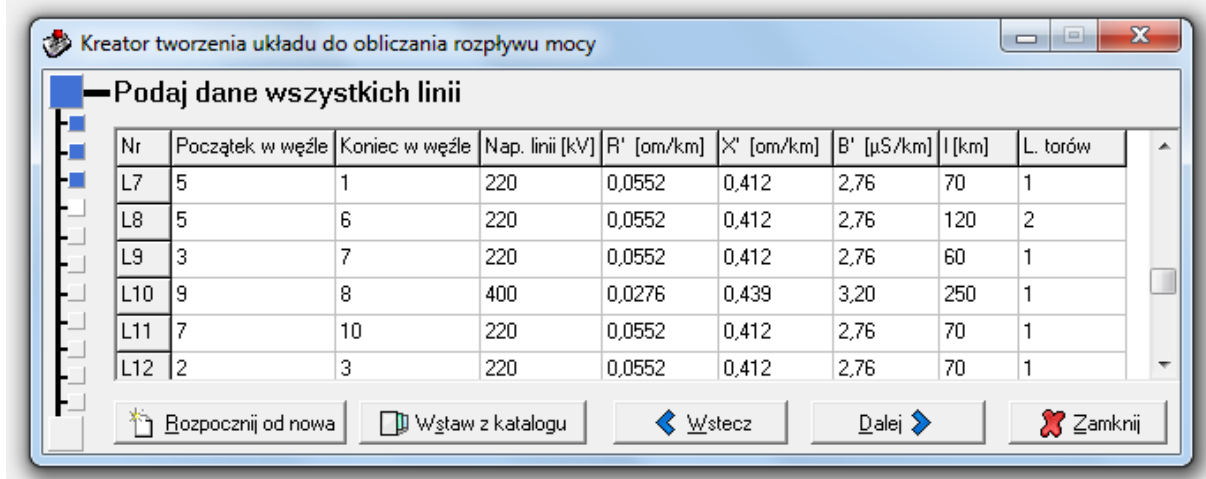 Kreator tworzenia układu do obliczania rozpływu mocy
Podaj dane wszystkich linii
Nr Początek w węźle Koniec w węźle Nap. linii [kV] R' [om/km] X' [om/km] B' [µS/km] l [km] L. torów
L7 5 1 220 0,0552 0,412 2,76 70 1
L8 5 6 220 0,0552 0,412 2,76 120 2
L9 3 7 220 0,0552 0,412 2,76 60 1
L10 9 8 400 0,0276 0,439 3,20 250 1
L11 7 10 220 0,0552 0,412 2,76 70 1
L12 2 3 220 0,0552 0,412 2,76 70 1
Rozpocznij od nowa Wstaw z katalogu Wstecz Dalej Zamknij